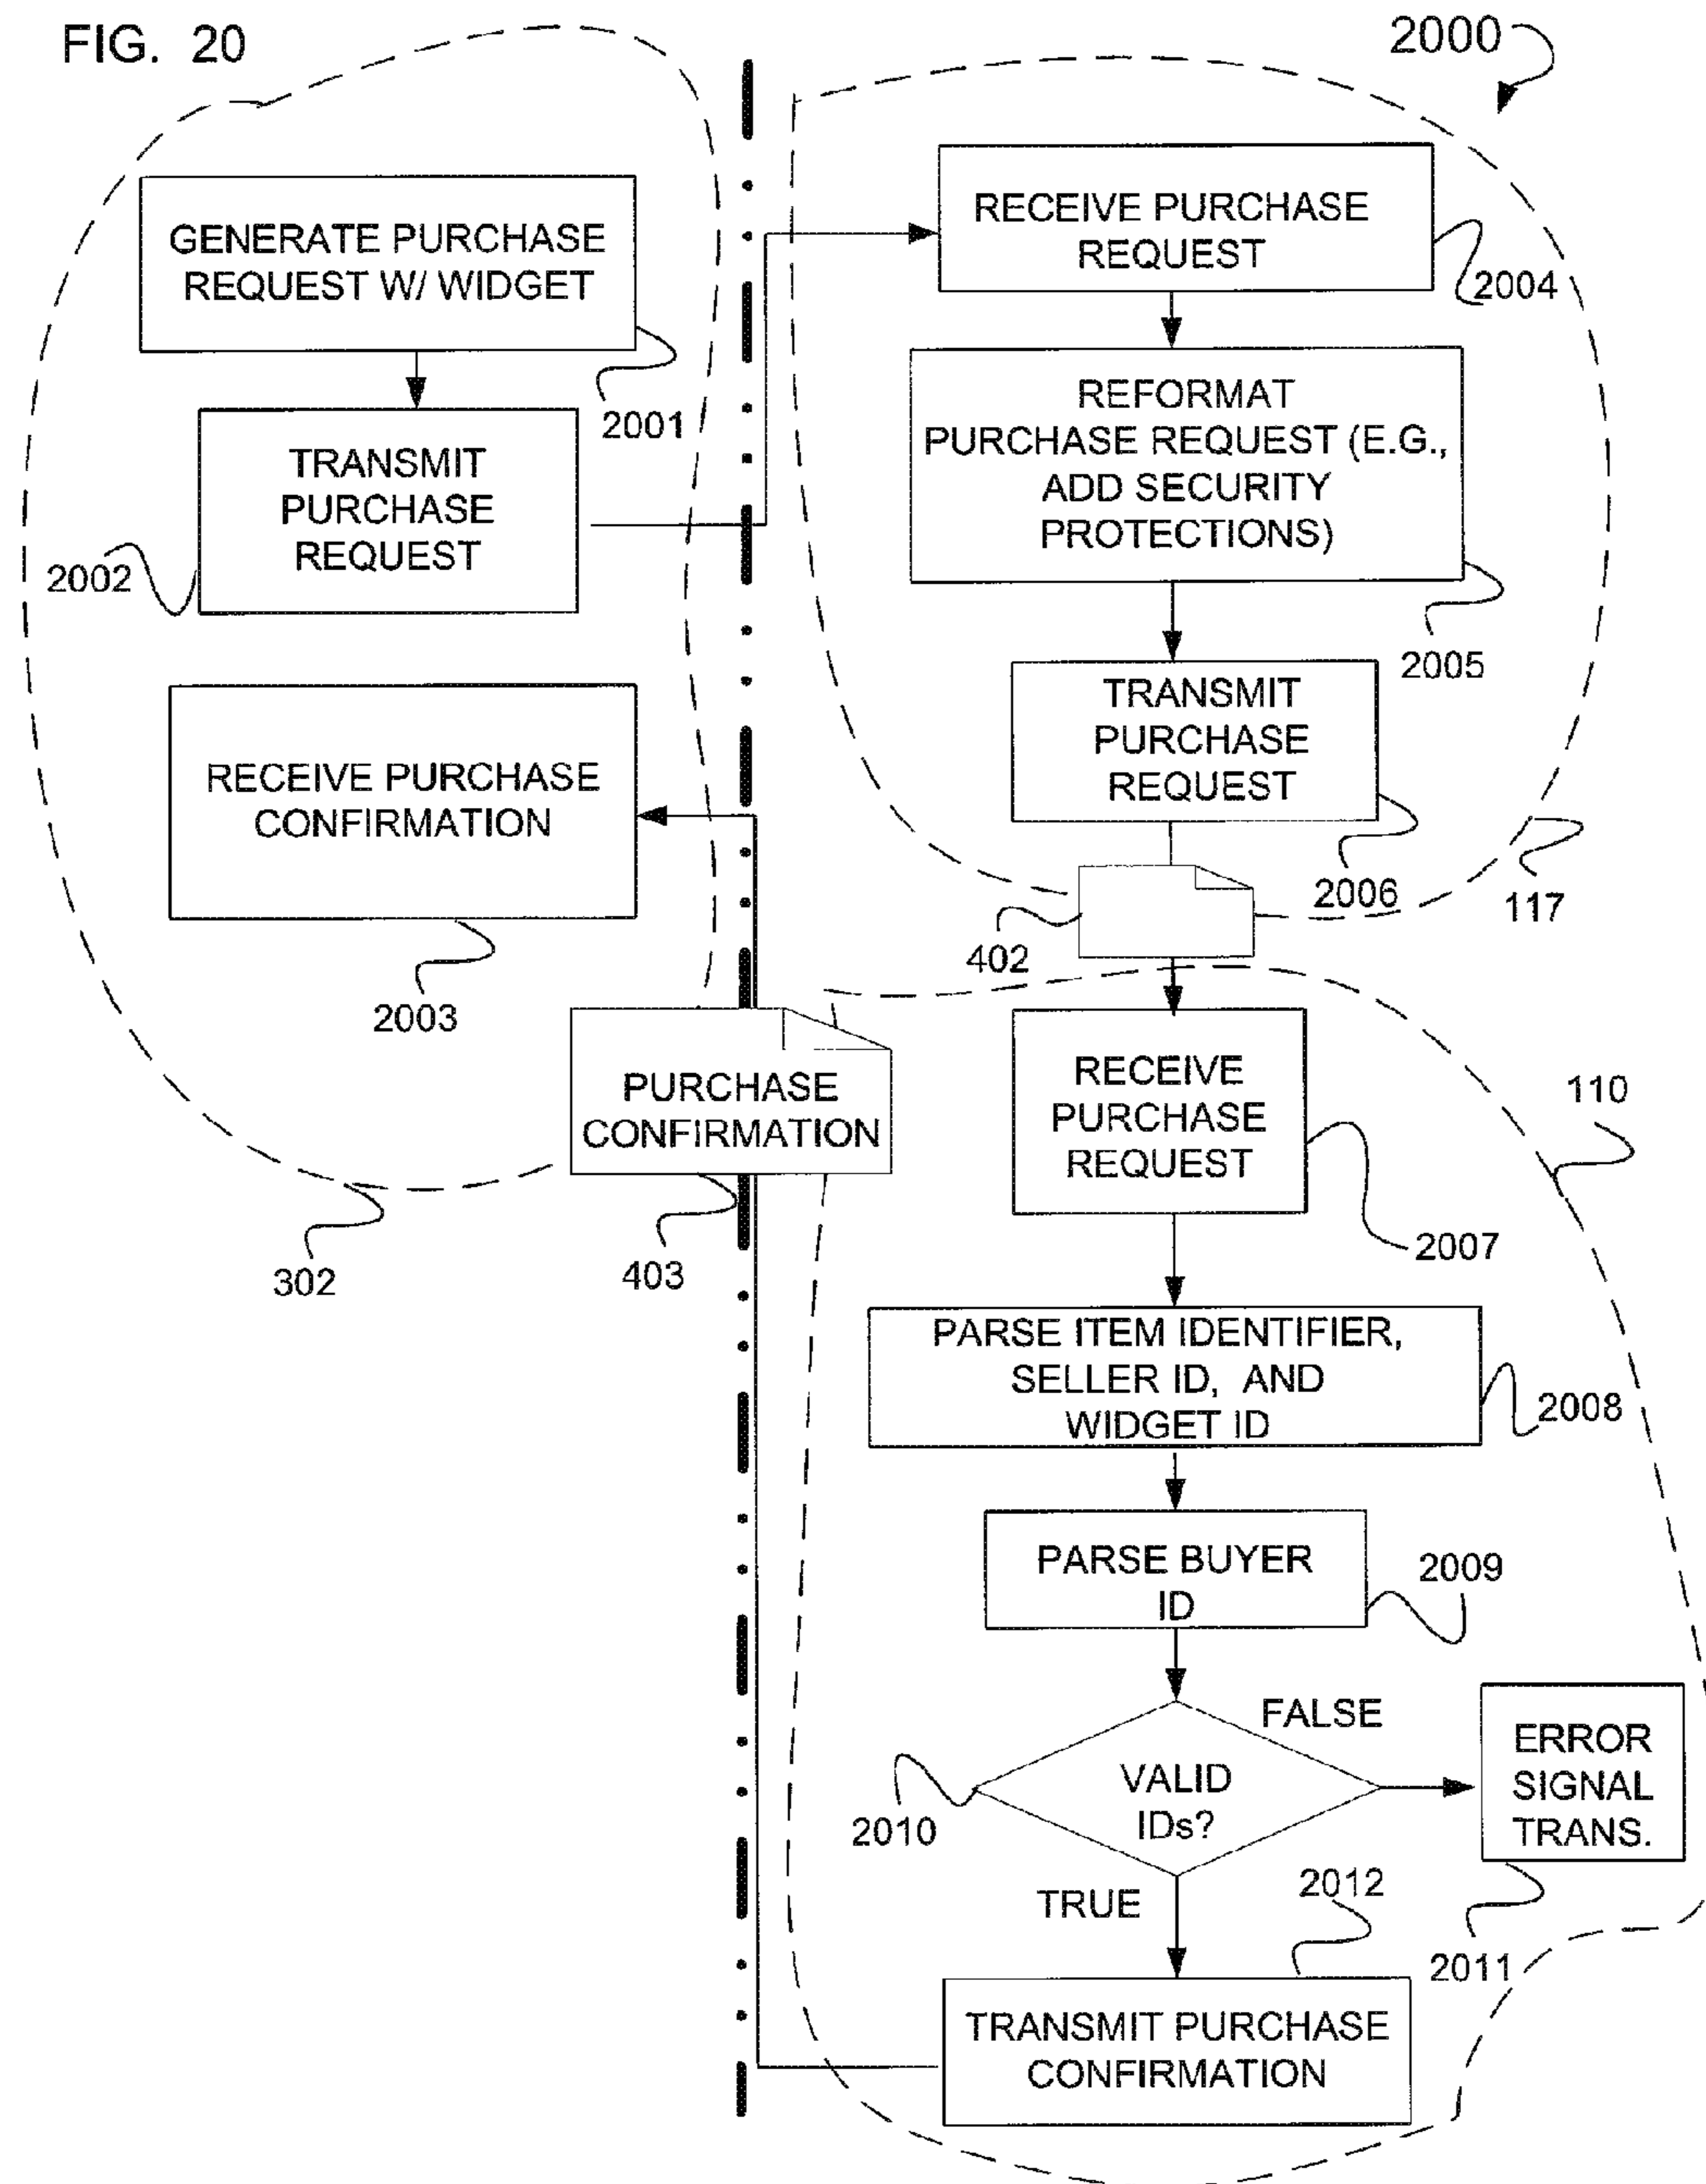 FIG. 20
2000
GENERATE PURCHASE
REQUEST W/ WIDGET
2001
TRANSMIT
PURCHASE
REQUEST
2002
RECEIVE PURCHASE
CONFIRMATION
2003
302
RECEIVE PURCHASE
REQUEST
2004
REFORMAT
PURCHASE REQUEST (E.G.,
ADD SECURITY
PROTECTIONS)
2005
TRANSMIT
PURCHASE
REQUEST
2006
117
402
PURCHASE
CONFIRMATION
403
RECEIVE
PURCHASE
REQUEST
2007
110
PARSE ITEM IDENTIFIER,
SELLER ID, AND
WIDGET ID
2008
PARSE BUYER
ID
2009
VALID
IDs?
2010
FALSE
ERROR
SIGNAL
TRANS.
2011
TRUE
2012
TRANSMIT PURCHASE
CONFIRMATION